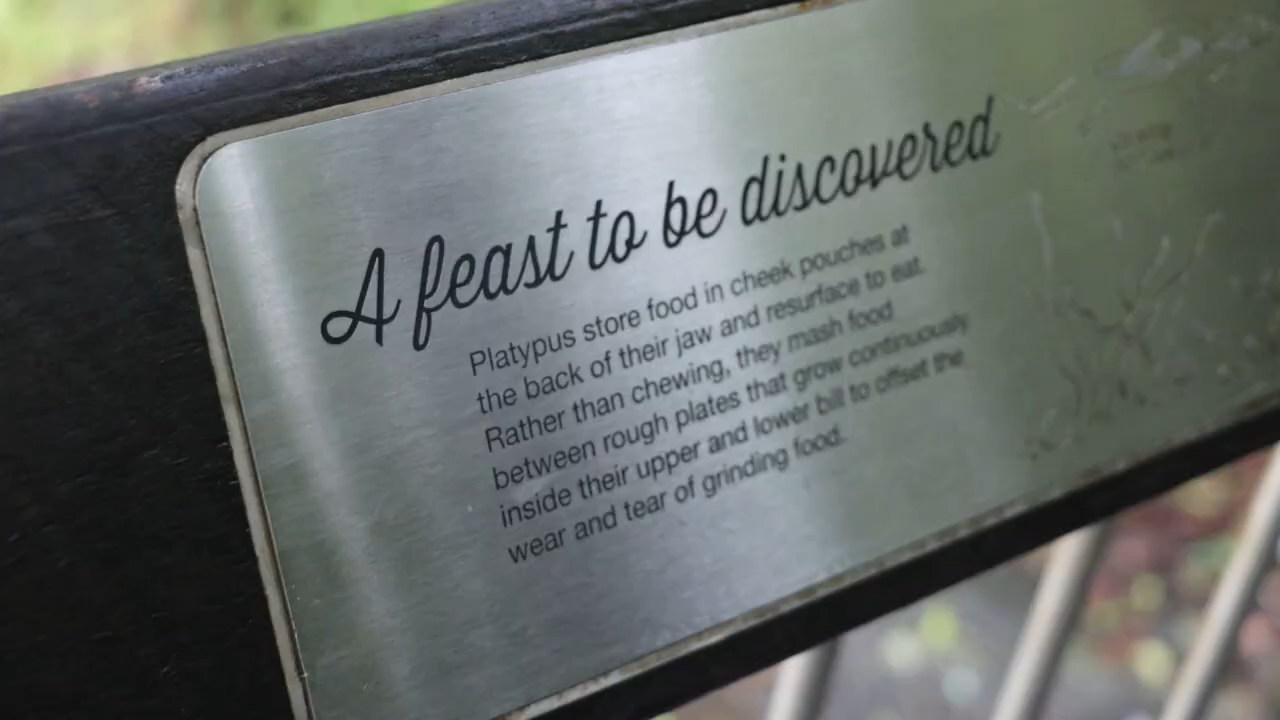 A feast to be discovered
Platypus store food in cheek pouches at
the back of their jaw and resurface to eat.
Rather than chewing, they mash food
between rough plates that grow continuously
inside their upper and lower bill to offset the
wear and tear of grinding food.